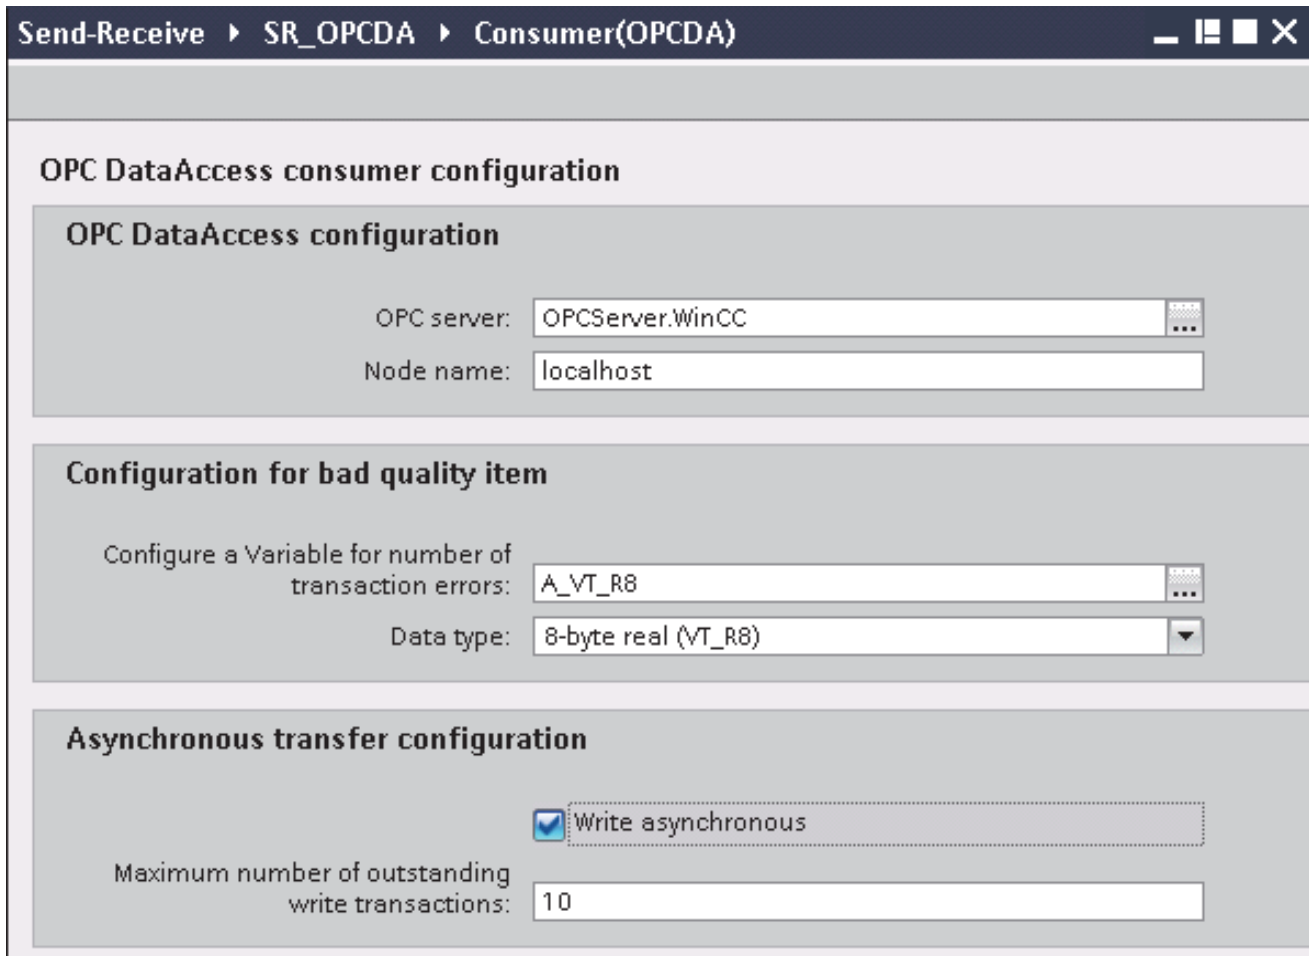 Send-Receive ▸ SR_OPCDA ▸ Consumer(OPCDA)
OPC DataAccess consumer configuration
OPC DataAccess configuration
OPC server: OPCServer.WinCC ...
Node name: localhost
Configuration for bad quality item
Configure a Variable for number of
transaction errors: A_VT_R8 ...
Data type: 8-byte real (VT_R8)
Asynchronous transfer configuration
Write asynchronous
Maximum number of outstanding
write transactions: 10